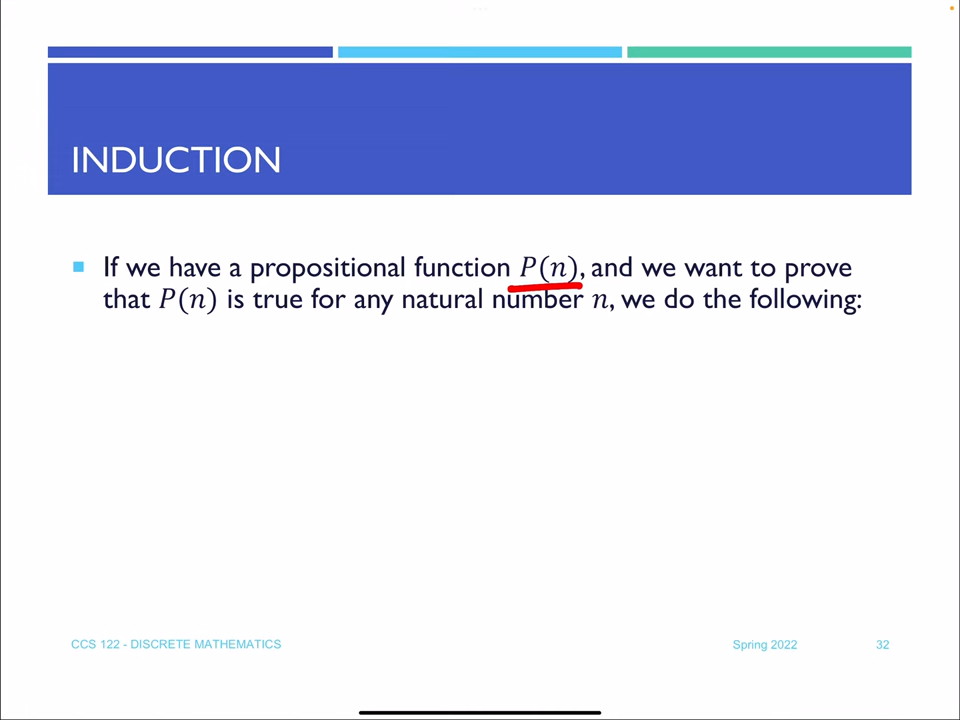 INDUCTION
If we have a propositional function P(n), and we want to prove
that P(n) is true for any natural number n, we do the following:
CCS 122 - DISCRETE MATHEMATICS Spring 2022 32